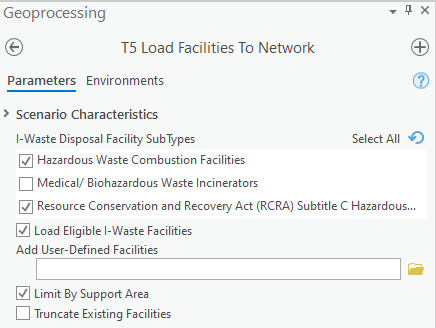 Geoprocessing
T5 Load Facilities To Network
Parameters Environments
Scenario Characteristics
I-Waste Disposal Facility SubTypes Select All
Hazardous Waste Combustion Facilities
Medical/ Biohazardous Waste Incinerators
Resource Conservation and Recovery Act (RCRA) Subtitle C Hazardous...
Load Eligible I-Waste Facilities
Add User-Defined Facilities
Limit By Support Area
Truncate Existing Facilities